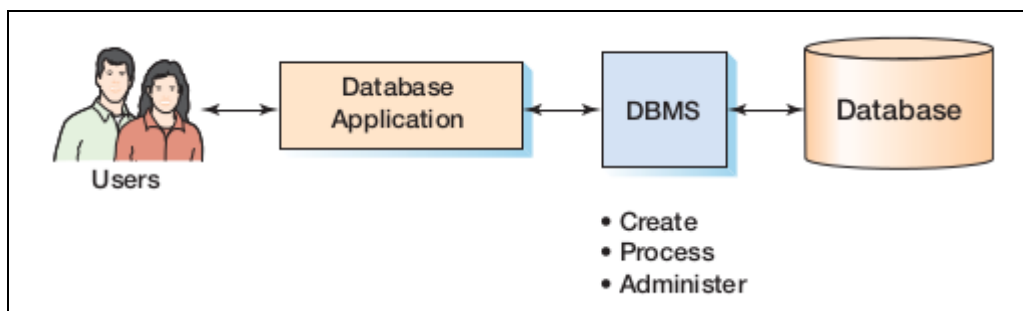 Users
Database
Application
DBMS
Database
• Create
• Process
• Administer